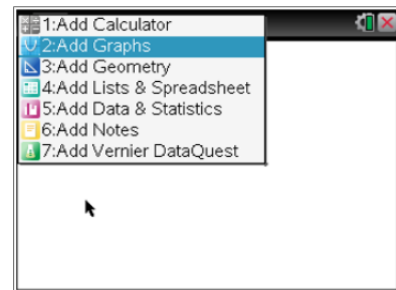 1:Add Calculator
2:Add Graphs
3:Add Geometry
4:Add Lists & Spreadsheet
5:Add Data & Statistics
6:Add Notes
7:Add Vernier DataQuest